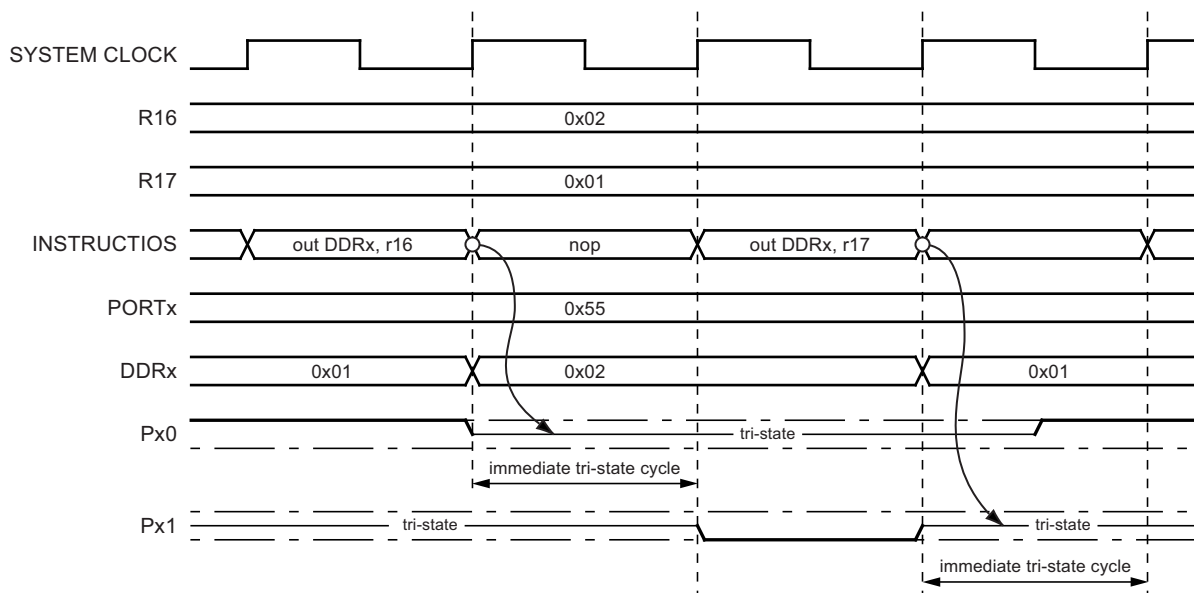 SYSTEM CLOCK
R16
0x02
R17
0x01
INSTRUCTIOS
out DDRx, r16
nop
out DDRx, r17
PORTx
0x55
DDRx
0x01
0x02
0x01
Px0
tri-state
immediate tri-state cycle
Px1
tri-state
tri-state
immediate tri-state cycle